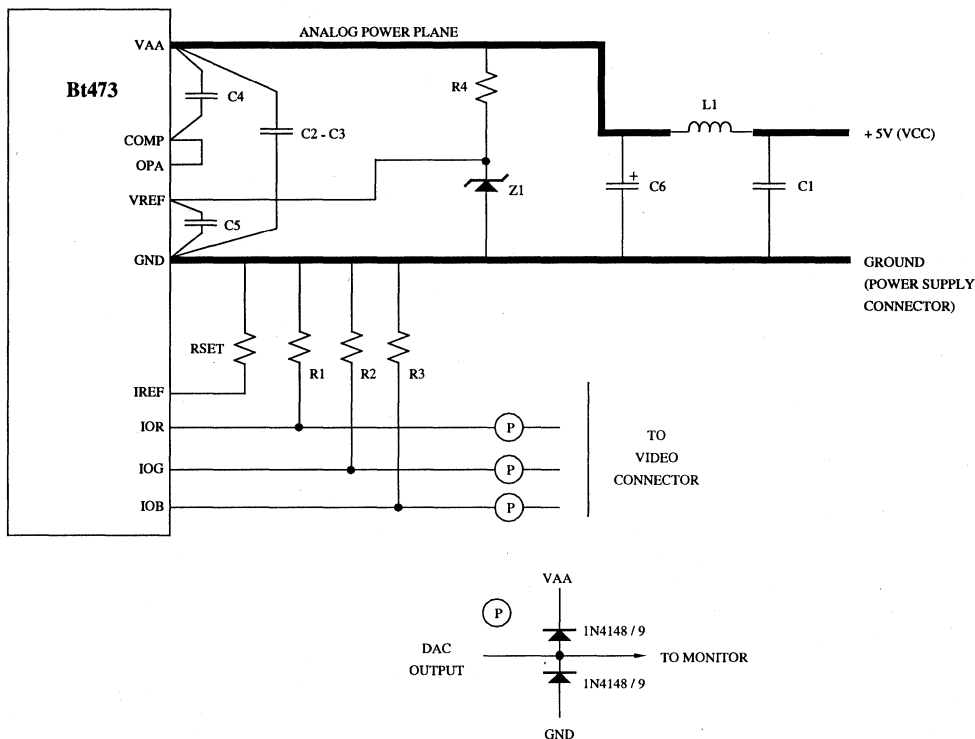 ANALOG POWER PLANE
VAA
Bt473
C4
R4
L1
C2 - C3
+ 5V (VCC)
COMP
OPA
+
C6
C1
Z1
VREF
C5
GND
GROUND
(POWER SUPPLY
CONNECTOR)
RSET
R1
R2
R3
IREF
IOR
P
TO
VIDEO
CONNECTOR
IOG
P
IOB
P
VAA
P
1N4148 / 9
DAC
OUTPUT
TO MONITOR
1N4148 / 9
GND